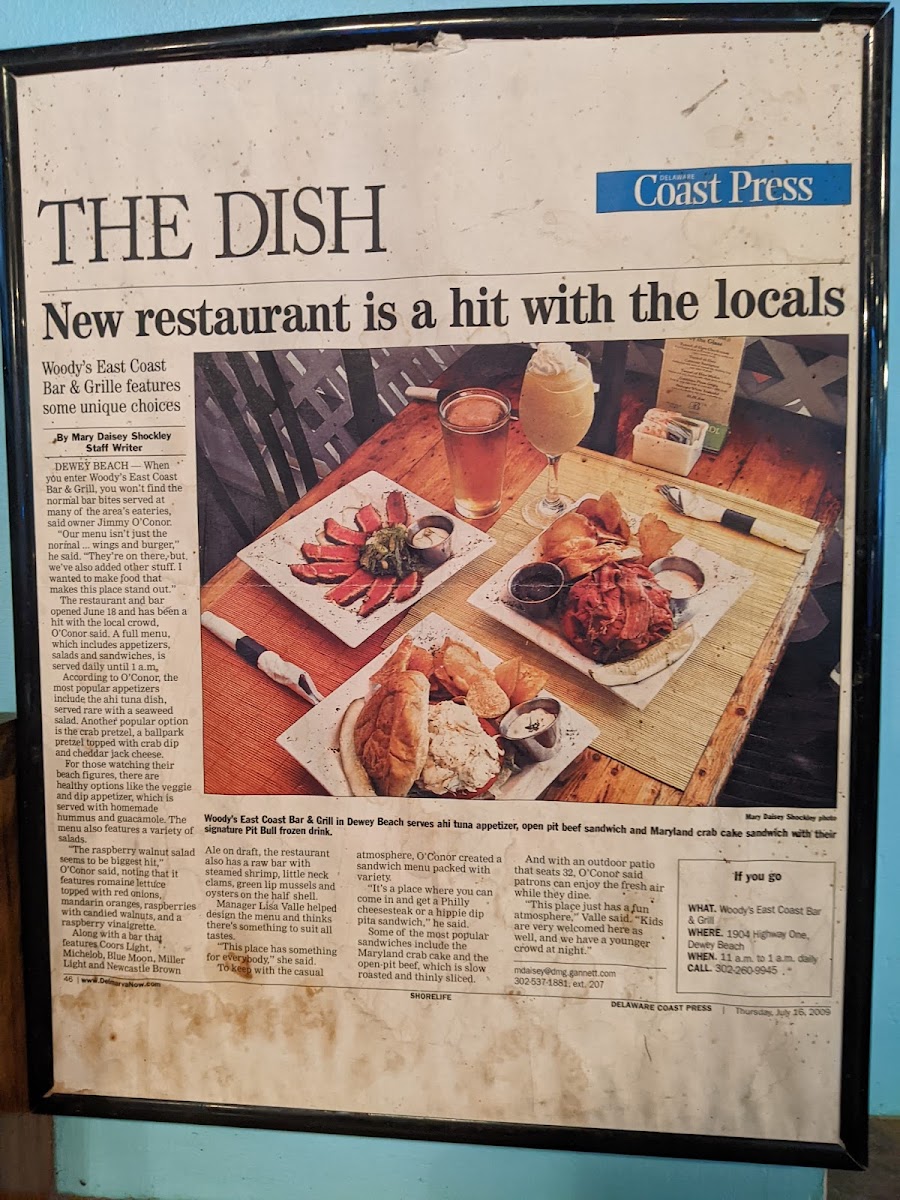 THE DISH
DELAWARE
Coast Press
New restaurant is a hit with the locals
Woody's East Coast
Bar & Grille features
some unique choices
By Mary Daisey Shockley
Staff Writer
DEWEY BEACH — When
you enter Woody's East Coast
Bar & Grill, you won't find the
normal bar bites served at
many of the area's eateries,
said owner Jimmy O'Conor.
"Our menu isn't just the
normal ... wings and burger,"
he said. "They're on there, but
we've also added other stuff. I
wanted to make food that
makes this place stand out."
The restaurant and bar
opened June 18 and has been a
hit with the local crowd,
O'Conor said. A full menu,
which includes appetizers,
salads and sandwiches, is
served daily until 1 a.m.
According to O'Conor, the
most popular appetizers
include the ahi tuna dish,
served rare with a seaweed
salad. Another popular option
is the crab pretzel, a ballpark
pretzel topped with crab dip
and cheddar jack cheese.
For those watching their
beach figures, there are
healthy options like the veggie
and dip appetizer, which is
served with homemade
hummus and guacamole. The
menu also features a variety of
salads.
"The raspberry walnut salad
seems to be biggest hit,"
O'Conor said, noting that it
features romaine lettuce
topped with red onions,
mandarin oranges, raspberries
with candied walnuts, and a
raspberry vinaigrette.
Along with a bar that
features Coors Light,
Michelob, Blue Moon, Miller
Light and Newcastle Brown
Mary Daisey Shockley photo
Woody's East Coast Bar & Grill in Dewey Beach serves ahi tuna appetizer, open pit beef sandwich and Maryland crab cake sandwich with their
signature Pit Bull frozen drink.
Ale on draft, the restaurant
also has a raw bar with
steamed shrimp, little neck
clams, green lip mussels and
oysters on the half shell.
Manager Lisa Valle helped
design the menu and thinks
there's something to suit all
tastes.
"This place has something
for everybody," she said.
To keep with the casual
atmosphere, O'Conor created a
sandwich menu packed with
variety.
"It's a place where you can
come in and get a Philly
cheesesteak or a hippie dip
pita sandwich," he said.
Some of the most popular
sandwiches include the
Maryland crab cake and the
open-pit beef, which is slow
roasted and thinly sliced.
And with an outdoor patio
that seats 32, O'Conor said
patrons can enjoy the fresh air
while they dine.
"This place just has a fun
atmosphere," Valle said. "Kids
are very welcomed here as
well, and we have a younger
crowd at night."
mdaisey@dmg.gannett.com
302-537-1881, ext. 207
If you go
WHAT. Woody's East Coast Bar
& Grill
WHERE. 1904 Highway One,
Dewey Beach
WHEN. 11 a.m. to 1 a.m. daily
CALL. 302-260-9945
46 | www.DelmarvaNow.com
SHORELIFE
DELAWARE COAST PRESS | Thursday, July 16, 2009